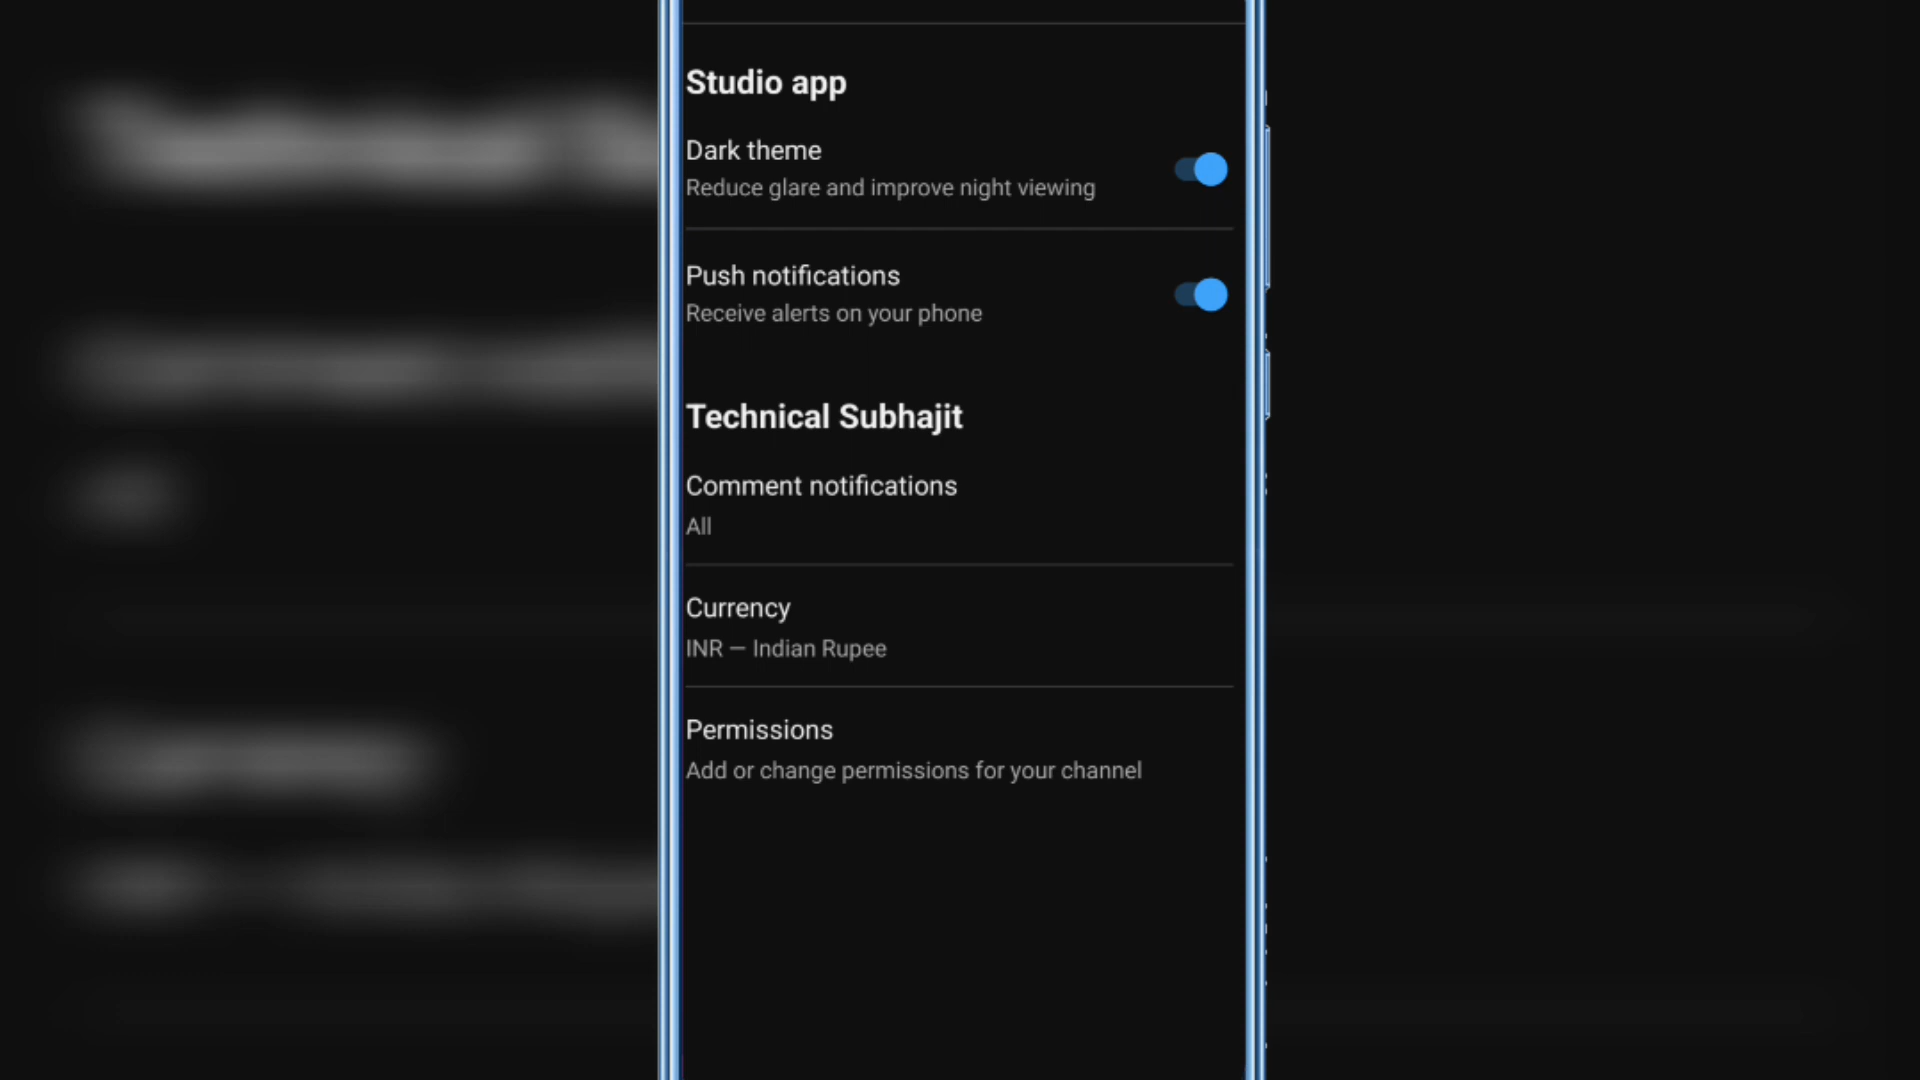 Studio app
Dark theme
Reduce glare and improve night viewing
Push notifications
Receive alerts on your phone
Technical Subhajit
Comment notifications
All
Currency
INR — Indian Rupee
Permissions
Add or change permissions for your channel